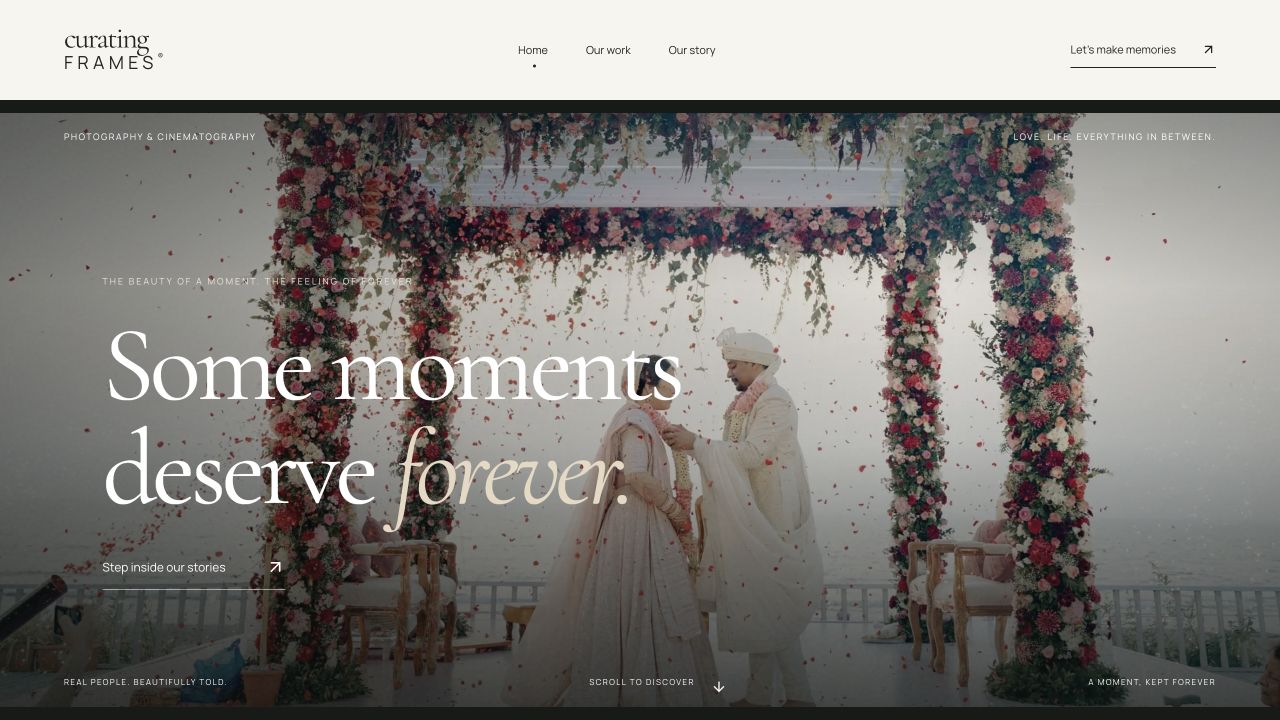 curating
FRAMES®
Home
Our work
Our story
Let's make memories
PHOTOGRAPHY & CINEMATOGRAPHY
LOVE. LIFE. EVERYTHING IN BETWEEN.
THE BEAUTY OF A MOMENT. THE FEELING OF FOREVER.
Some moments
deserve forever.
Step inside our stories
REAL PEOPLE. BEAUTIFULLY TOLD.
SCROLL TO DISCOVER
A MOMENT, KEPT FOREVER